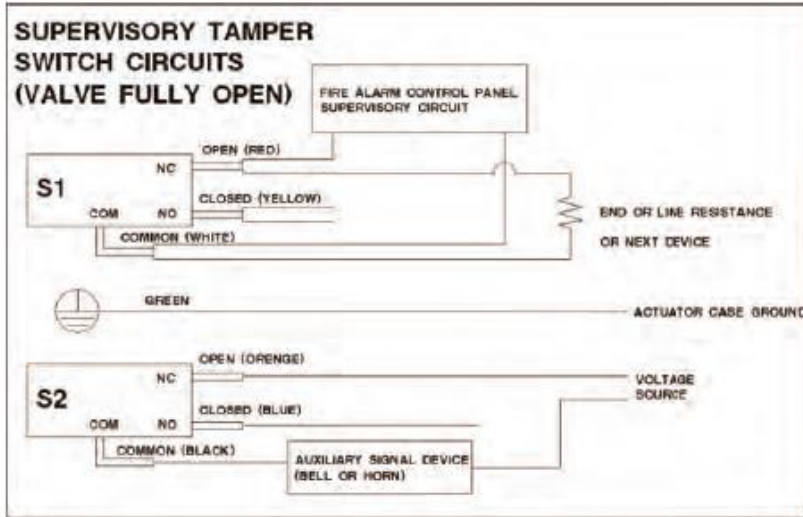 SUPERVISORY TAMPER
SWITCH CIRCUITS
(VALVE FULLY OPEN)
FIRE ALARM CONTROL PANEL
SUPERVISORY CIRCUIT
OPEN (RED)
NC
S1
CLOSED (YELLOW)
COM
NO
COMMON (WHITE)
END OR LINE RESISTANCE
OR NEXT DEVICE
GREEN
ACTUATOR CASE GROUND
OPEN (ORENGE)
NC
VOLTAGE
SOURCE
S2
CLOSED (BLUE)
COM
NO
COMMON (BLACK)
AUXILIARY SIGNAL DEVICE
(BELL OR HORN)